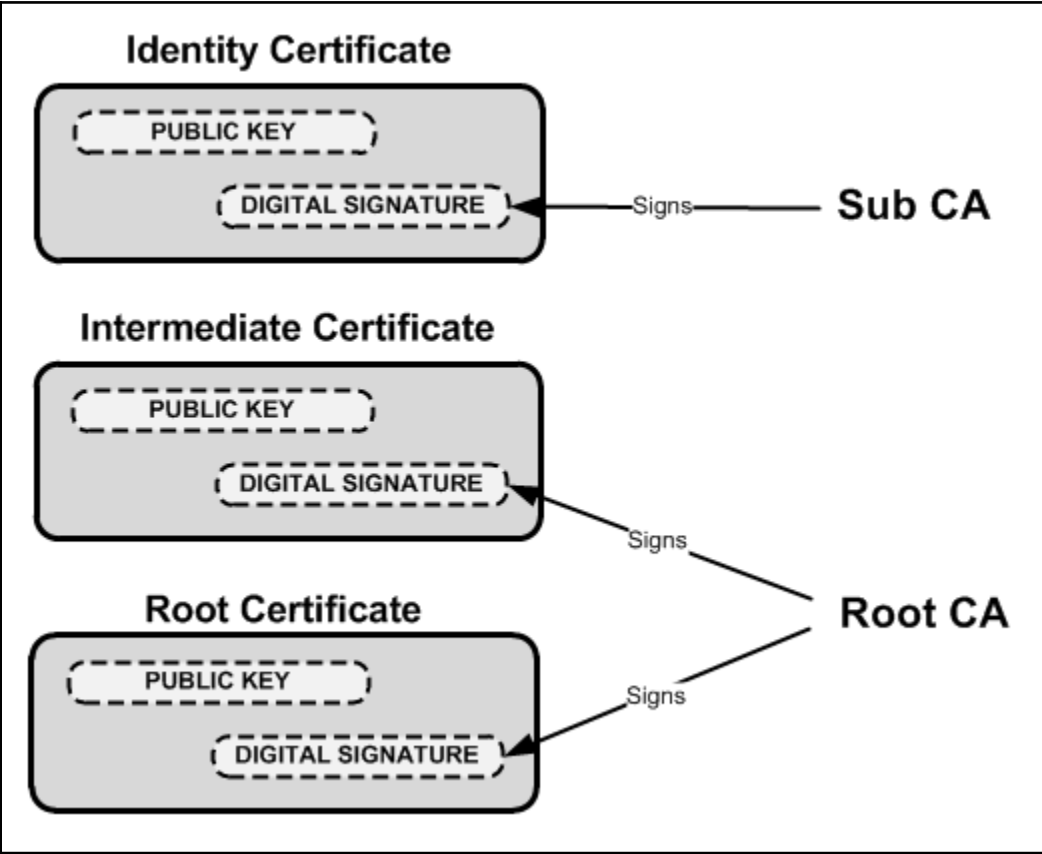 Identity Certificate
PUBLIC KEY
DIGITAL SIGNATURE
Signs
Sub CA
Intermediate Certificate
PUBLIC KEY
DIGITAL SIGNATURE
Signs
Root Certificate
Root CA
PUBLIC KEY
Signs
DIGITAL SIGNATURE